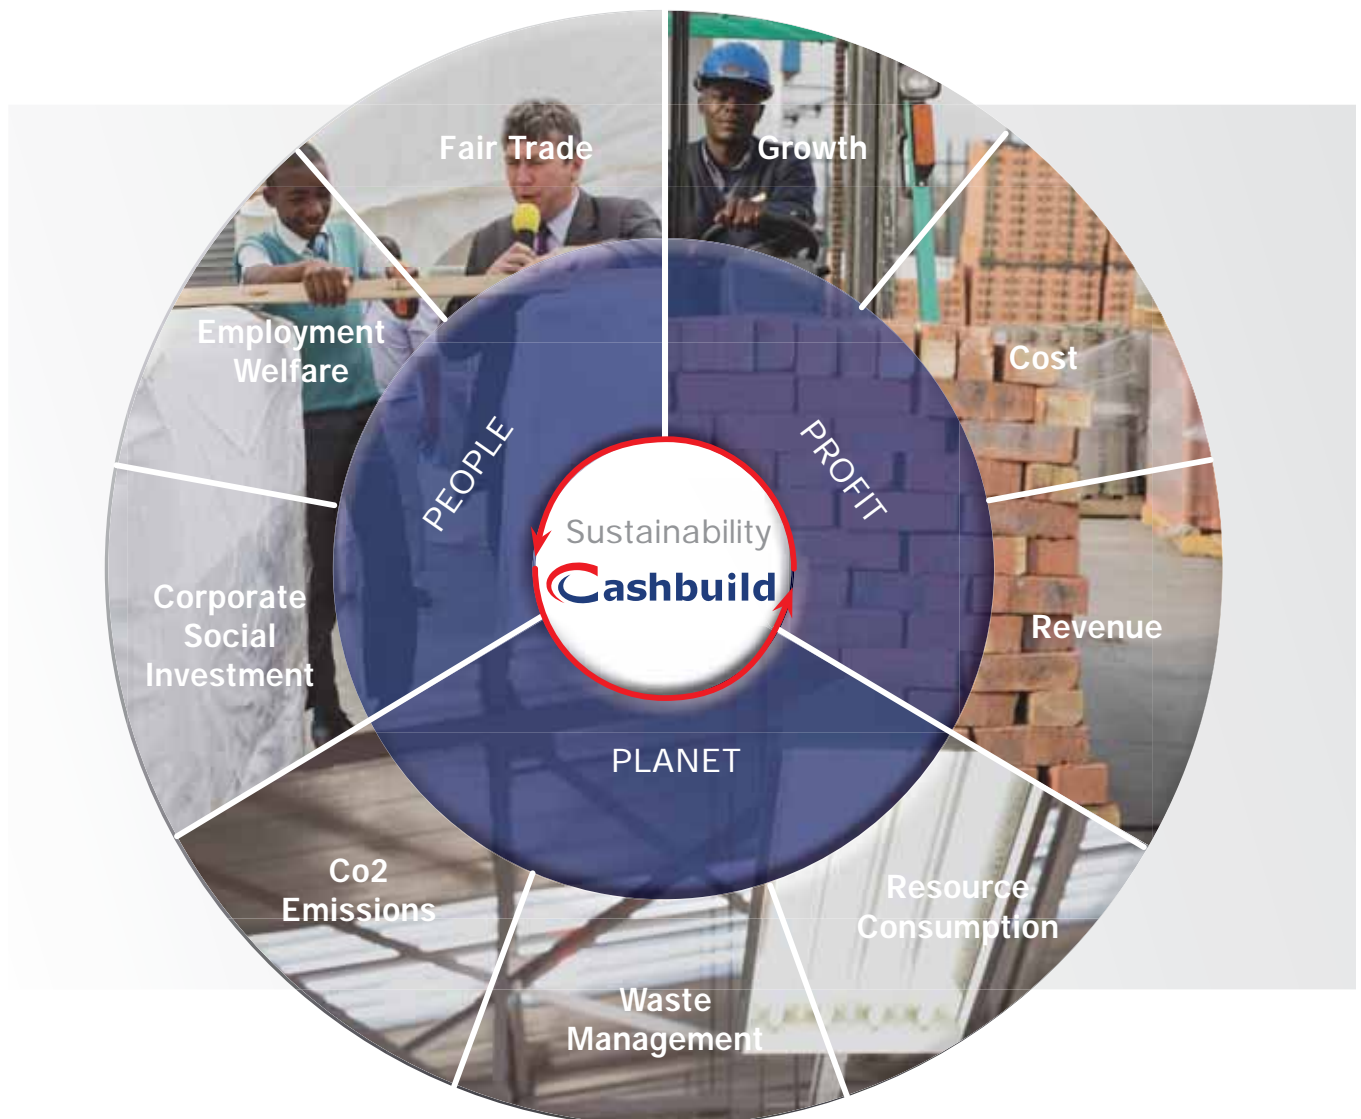 Fair Trade
Growth
Employment
Welfare
Cost
PEOPLE
PROFIT
Sustainability
Cashbuild
Corporate
Social
Investment
Revenue
PLANET
Co2
Emissions
Resource
Consumption
Waste
Management